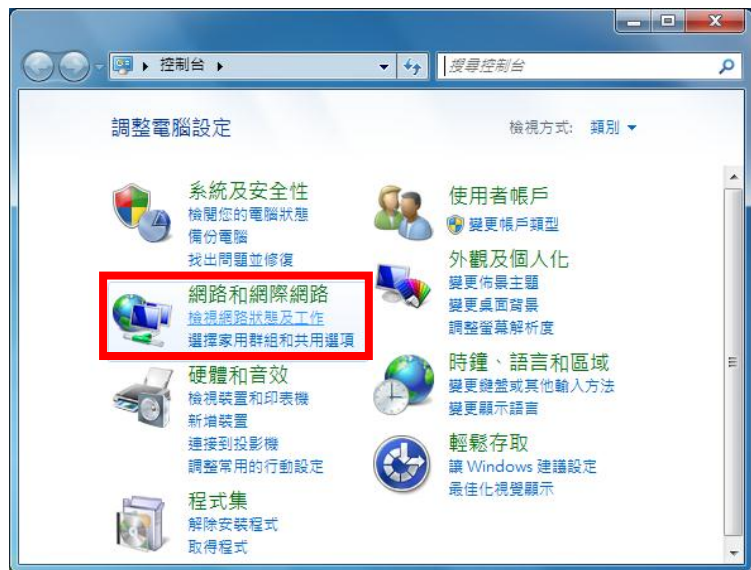 控制台
搜尋控制台
調整電腦設定
檢視方式: 類別
系統及安全性
檢閱您的電腦狀態
備份電腦
找出問題並修復
網路和網際網路
檢視網路狀態及工作
選擇家用群組和共用選項
硬體和音效
檢視裝置和印表機
新增裝置
連接到投影機
調整常用的行動設定
程式集
解除安裝程式
取得程式
使用者帳戶
變更帳戶類型
外觀及個人化
變更佈景主題
變更桌面背景
調整螢幕解析度
時鐘、語言和區域
變更鍵盤或其他輸入方法
變更顯示語言
輕鬆存取
讓 Windows 建議設定
最佳化視覺顯示